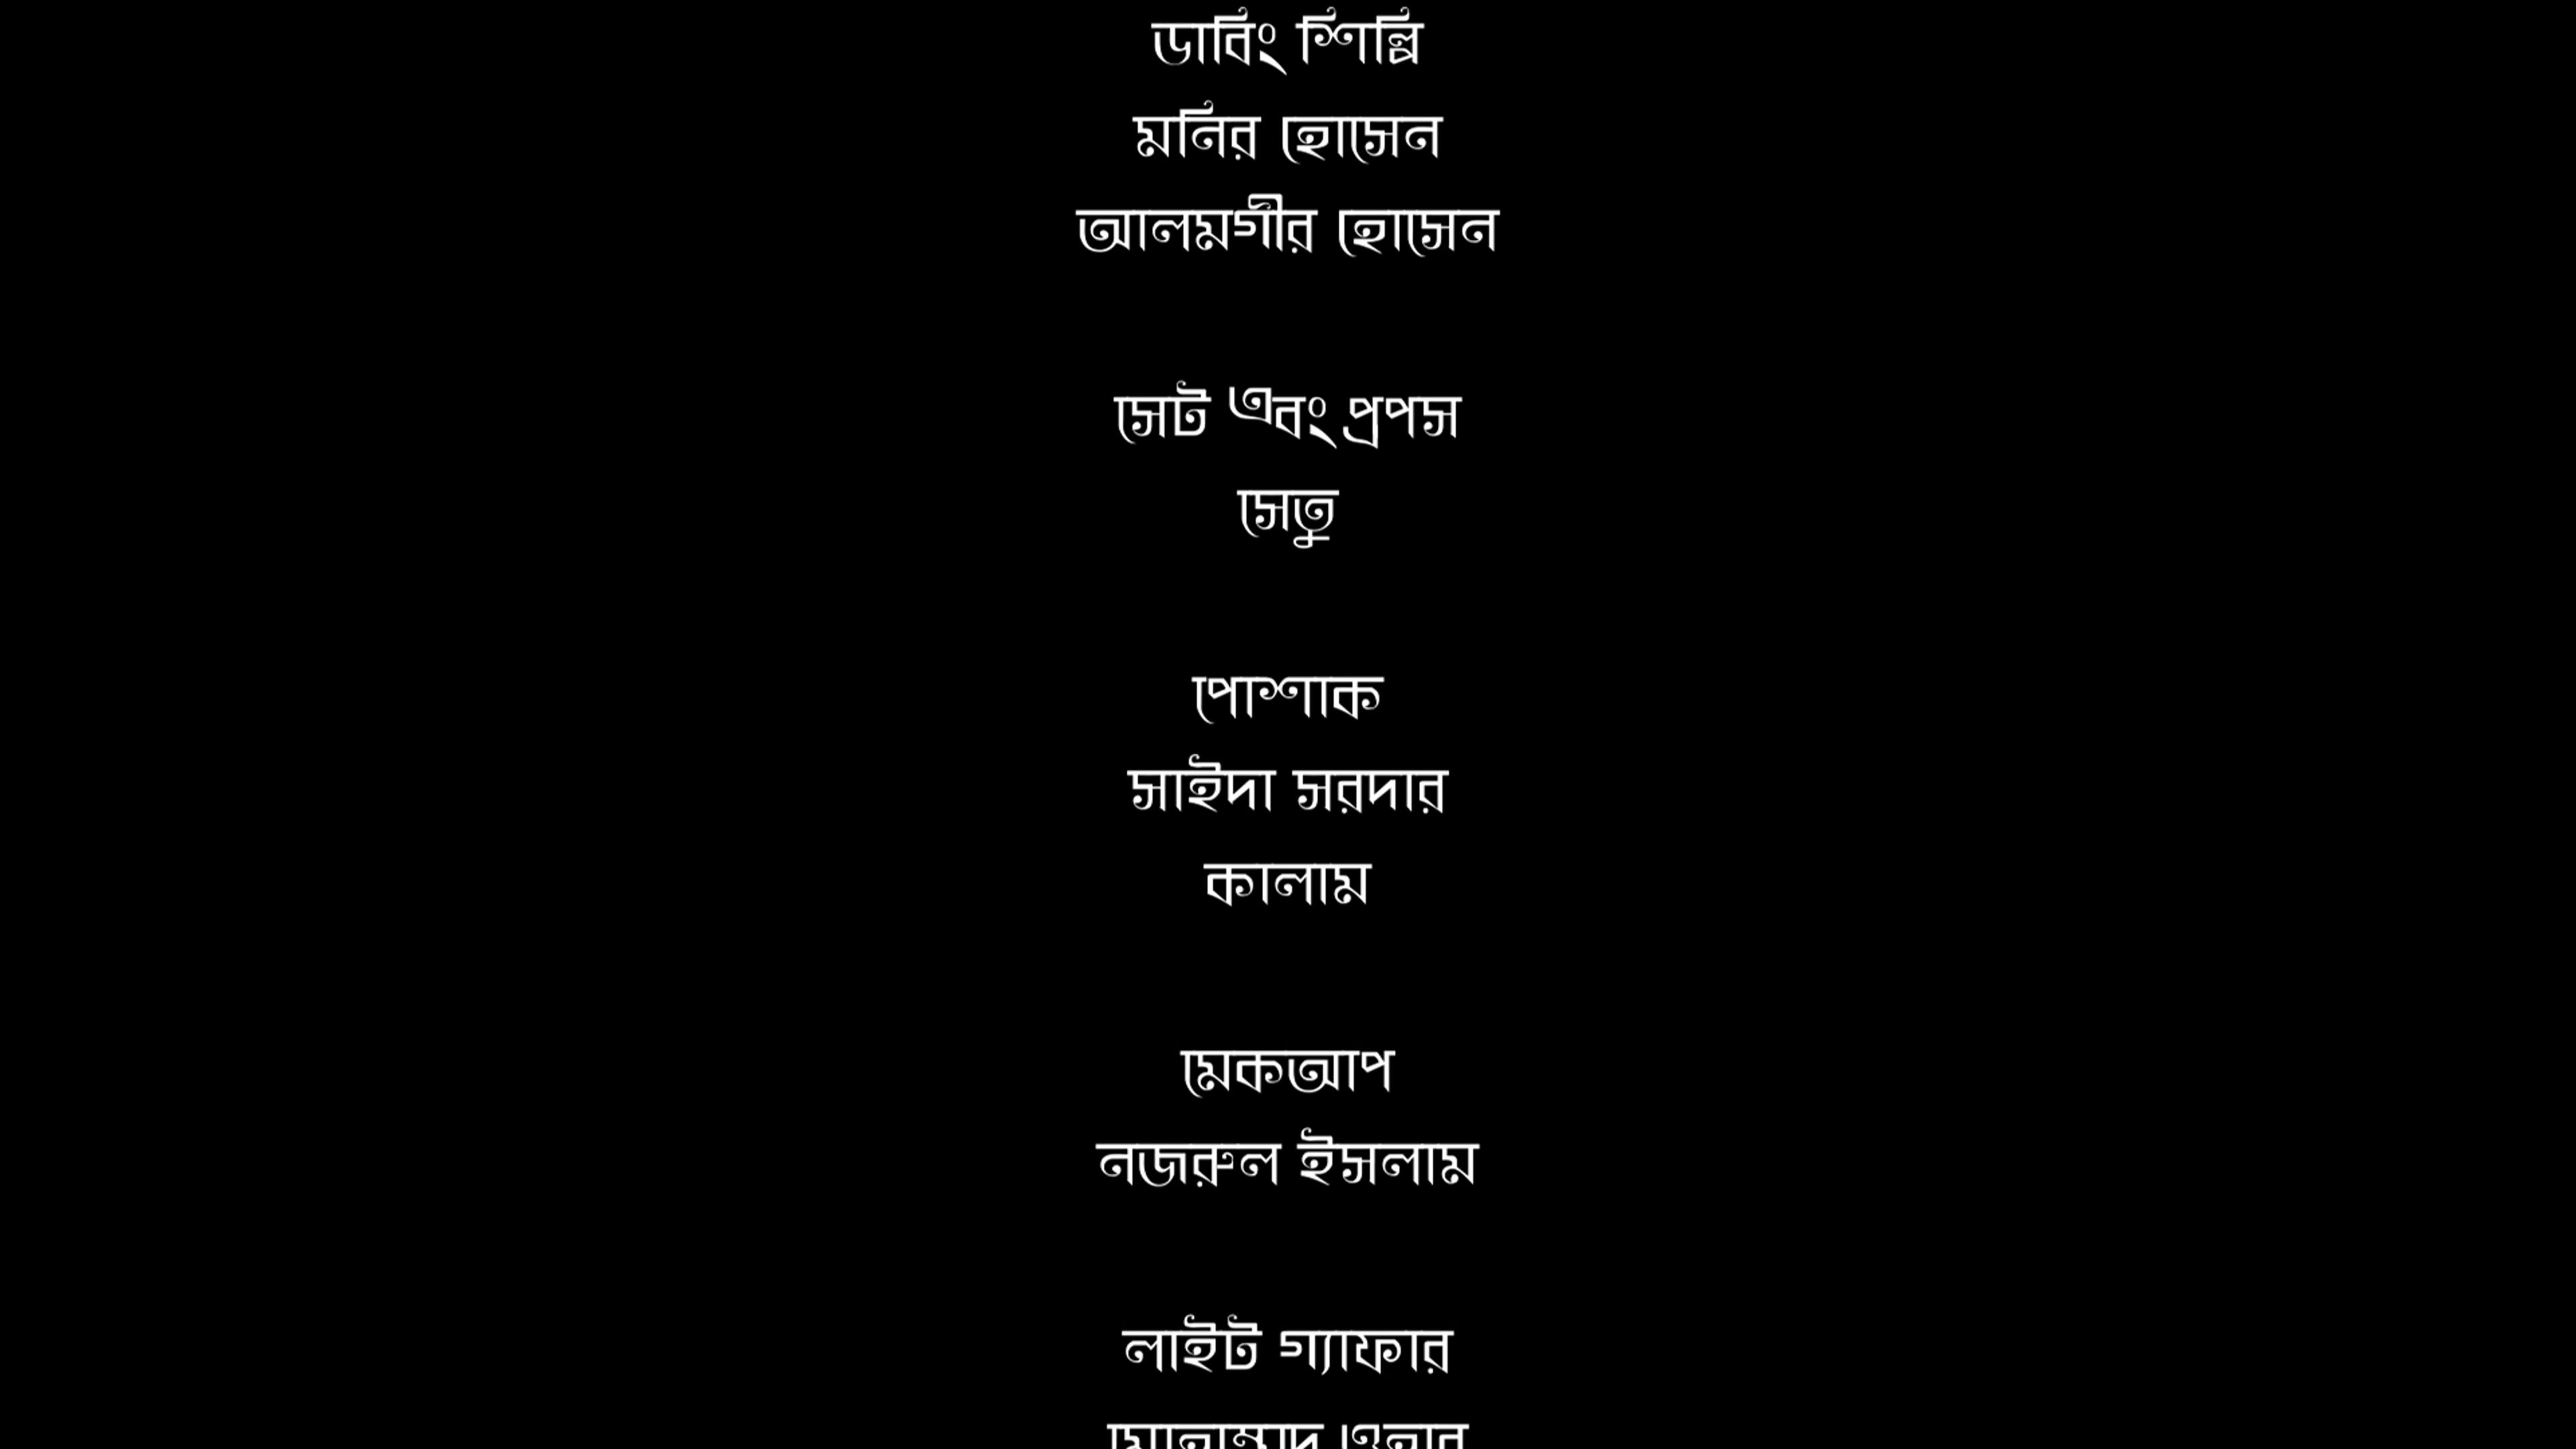 ডাবিং শিল্পি
মনির হোসেন
আলমগীর হোসেন
সেট এবং প্রপস
সেতু
পোশাক
সাইদা সরদার
কালাম
মেকআপ
নজরুল ইসলাম
লাইট গ্যাফার